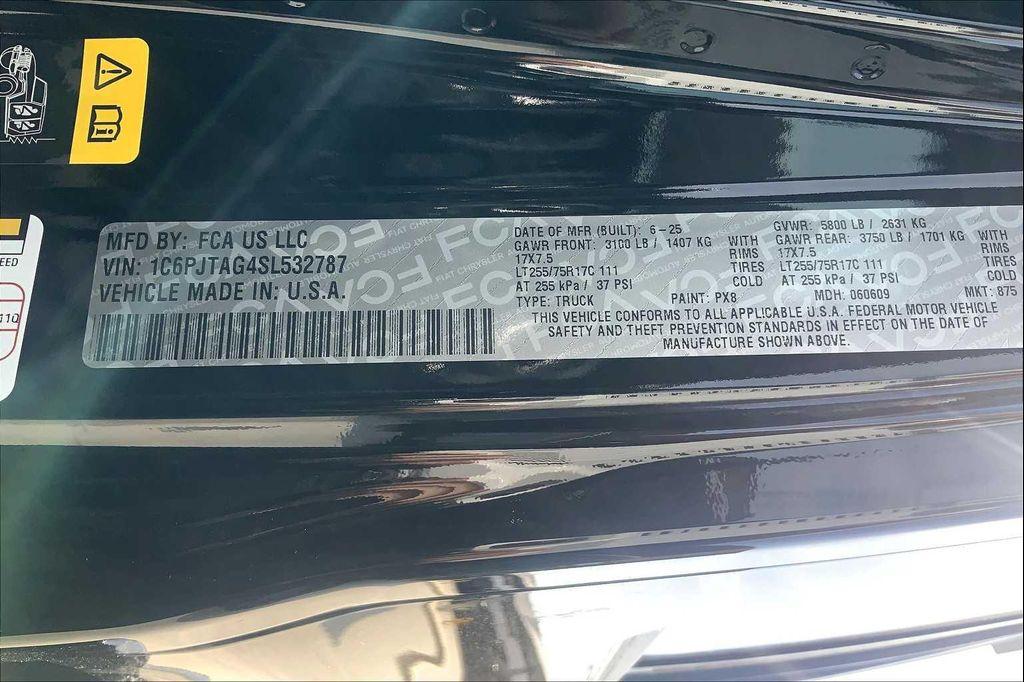 MFD BY: FCA US LLC
VIN: 1C6PJTAG4SL532787
VEHICLE MADE IN: U.S.A.
DATE OF MFR (BUILT): 6-25 GVWR: 5800 LB / 2631 KG
GAWR FRONT: 3100 LB / 1407 KG WITH GAWR REAR: 3750 LB / 1701 KG WITH
17X7.5 RIMS 17X7.5 RIMS
LT255/75R17C 111 TIRES LT255/75R17C 111 TIRES
AT 255 kPa / 37 PSI COLD AT 255 kPa / 37 PSI COLD
TYPE: TRUCK PAINT: PX8 MDH: 060609 MKT: 875
THIS VEHICLE CONFORMS TO ALL APPLICABLE U.S.A. FEDERAL MOTOR VEHICLE
SAFETY AND THEFT PREVENTION STANDARDS IN EFFECT ON THE DATE OF
MANUFACTURE SHOWN ABOVE.